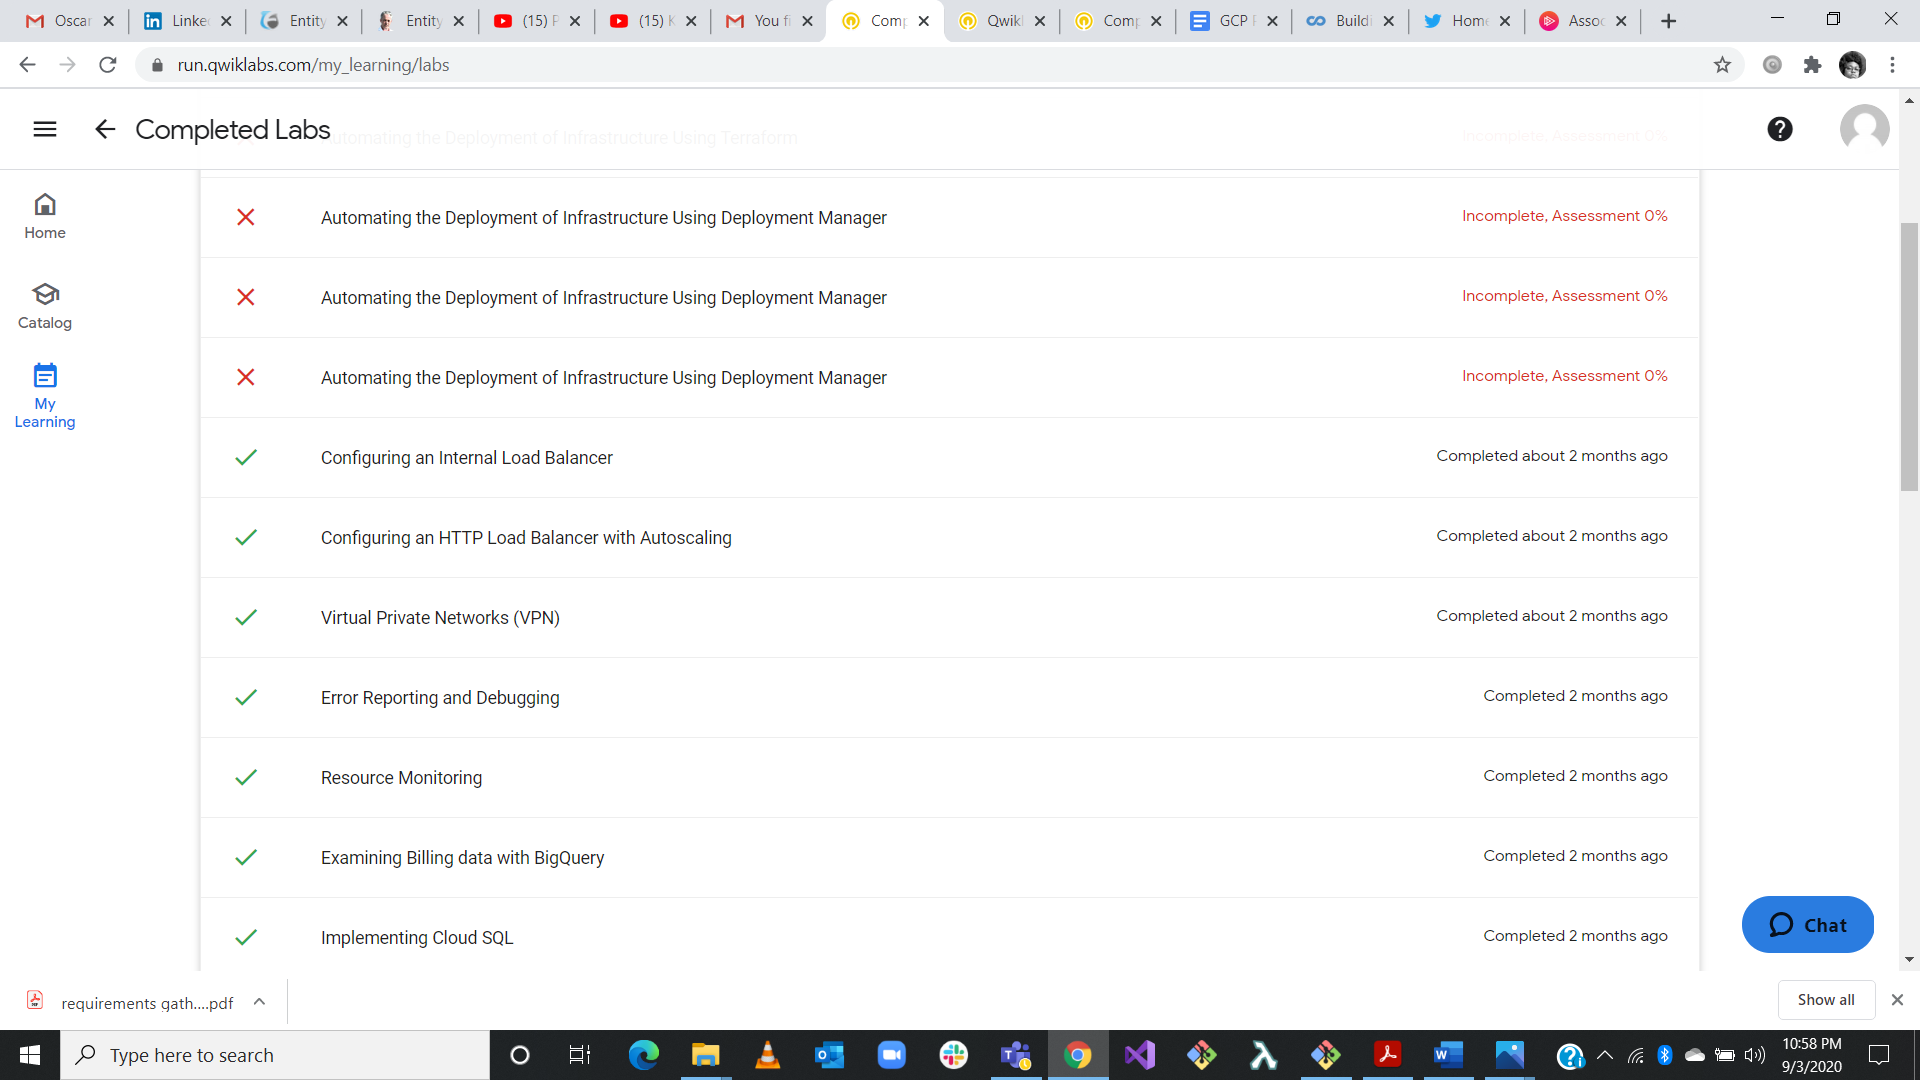 Oscar
Linke
Entity
Entity
(15) P
(15) K
You fi
Comp
Qwikl
Comp
GCP
Buildi
Home
Assoc
run.qwiklabs.com/my_learning/labs
Completed Labs
utomating the Deployment of Infrastructure Using Terraform
Incomplete, Assessment 0%
Home
Catalog
My
Learning
Automating the Deployment of Infrastructure Using Deployment Manager
Incomplete, Assessment 0%
Automating the Deployment of Infrastructure Using Deployment Manager
Incomplete, Assessment 0%
Automating the Deployment of Infrastructure Using Deployment Manager
Incomplete, Assessment 0%
Configuring an Internal Load Balancer
Completed about 2 months ago
Configuring an HTTP Load Balancer with Autoscaling
Completed about 2 months ago
Virtual Private Networks (VPN)
Completed about 2 months ago
Error Reporting and Debugging
Completed 2 months ago
Resource Monitoring
Completed 2 months ago
Examining Billing data with BigQuery
Completed 2 months ago
Implementing Cloud SQL
Completed 2 months ago
Chat
requirements gath....pdf
Show all
Type here to search
10:58 PM
9/3/2020